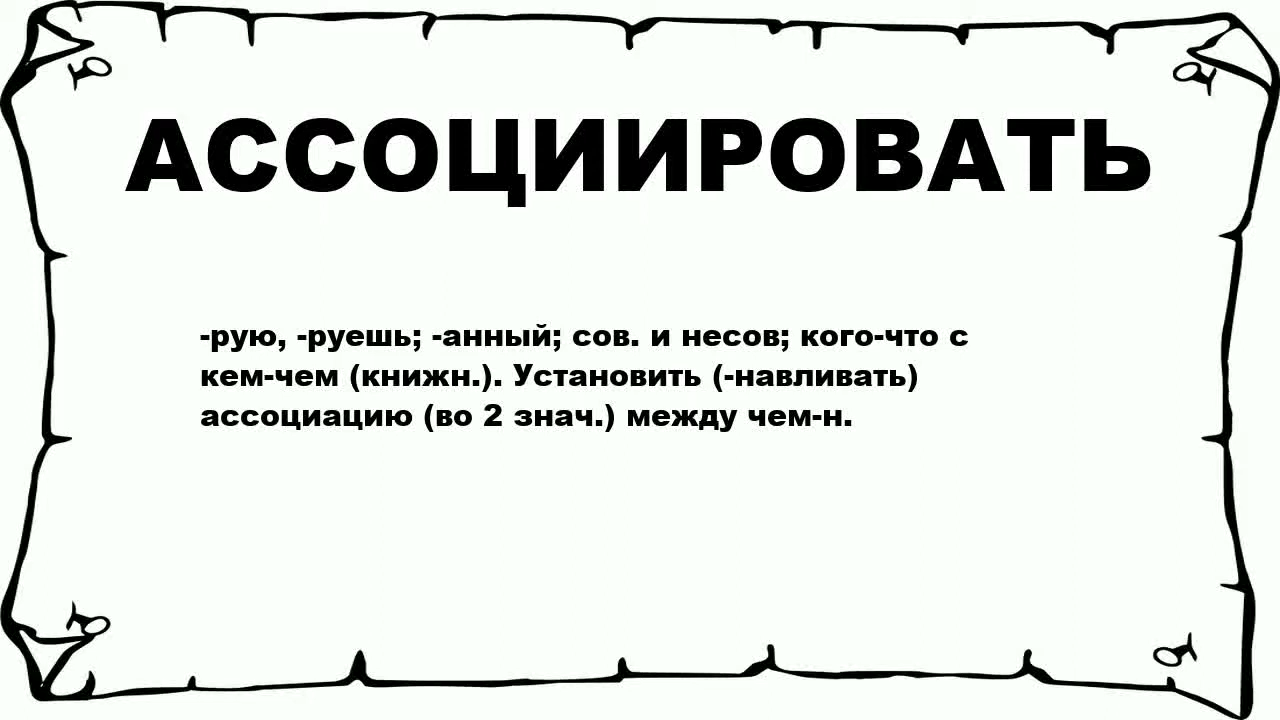 АССОЦИИРОВАТЬ
-рую, -руешь; -анный; сов. и несов; кого-что с
кем-чем (книжн.). Установить (-навливать)
ассоциацию (во 2 знач.) между чем-н.